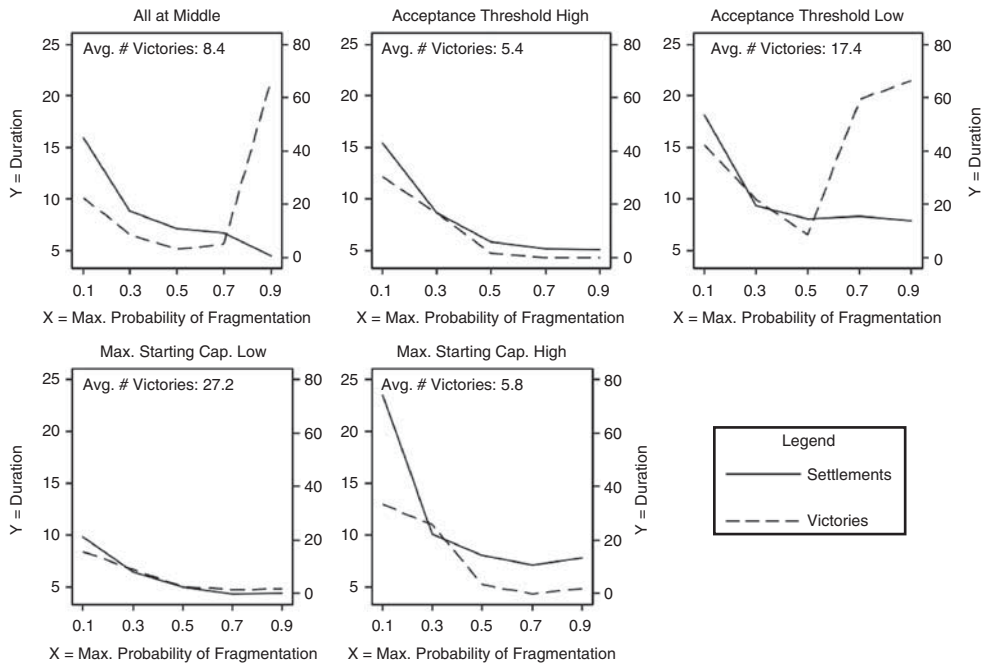 All at Middle
Avg. # Victories: 8.4
25
20
15
10
5
80
60
40
20
0
Y = Duration
0.1 0.3 0.5 0.7 0.9
X = Max. Probability of Fragmentation
Acceptance Threshold High
Avg. # Victories: 5.4
25
20
15
10
5
80
60
40
20
0
0.1 0.3 0.5 0.7 0.9
X = Max. Probability of Fragmentation
Acceptance Threshold Low
Avg. # Victories: 17.4
25
20
15
10
5
80
60
40
20
0
Y = Duration
0.1 0.3 0.5 0.7 0.9
X = Max. Probability of Fragmentation
Max. Starting Cap. Low
Avg. # Victories: 27.2
25
20
15
10
5
80
60
40
20
0
Y = Duration
0.1 0.3 0.5 0.7 0.9
X = Max. Probability of Fragmentation
Max. Starting Cap. High
Avg. # Victories: 5.8
25
20
15
10
5
80
60
40
20
0
Y = Duration
0.1 0.3 0.5 0.7 0.9
X = Max. Probability of Fragmentation
Legend
Settlements
Victories